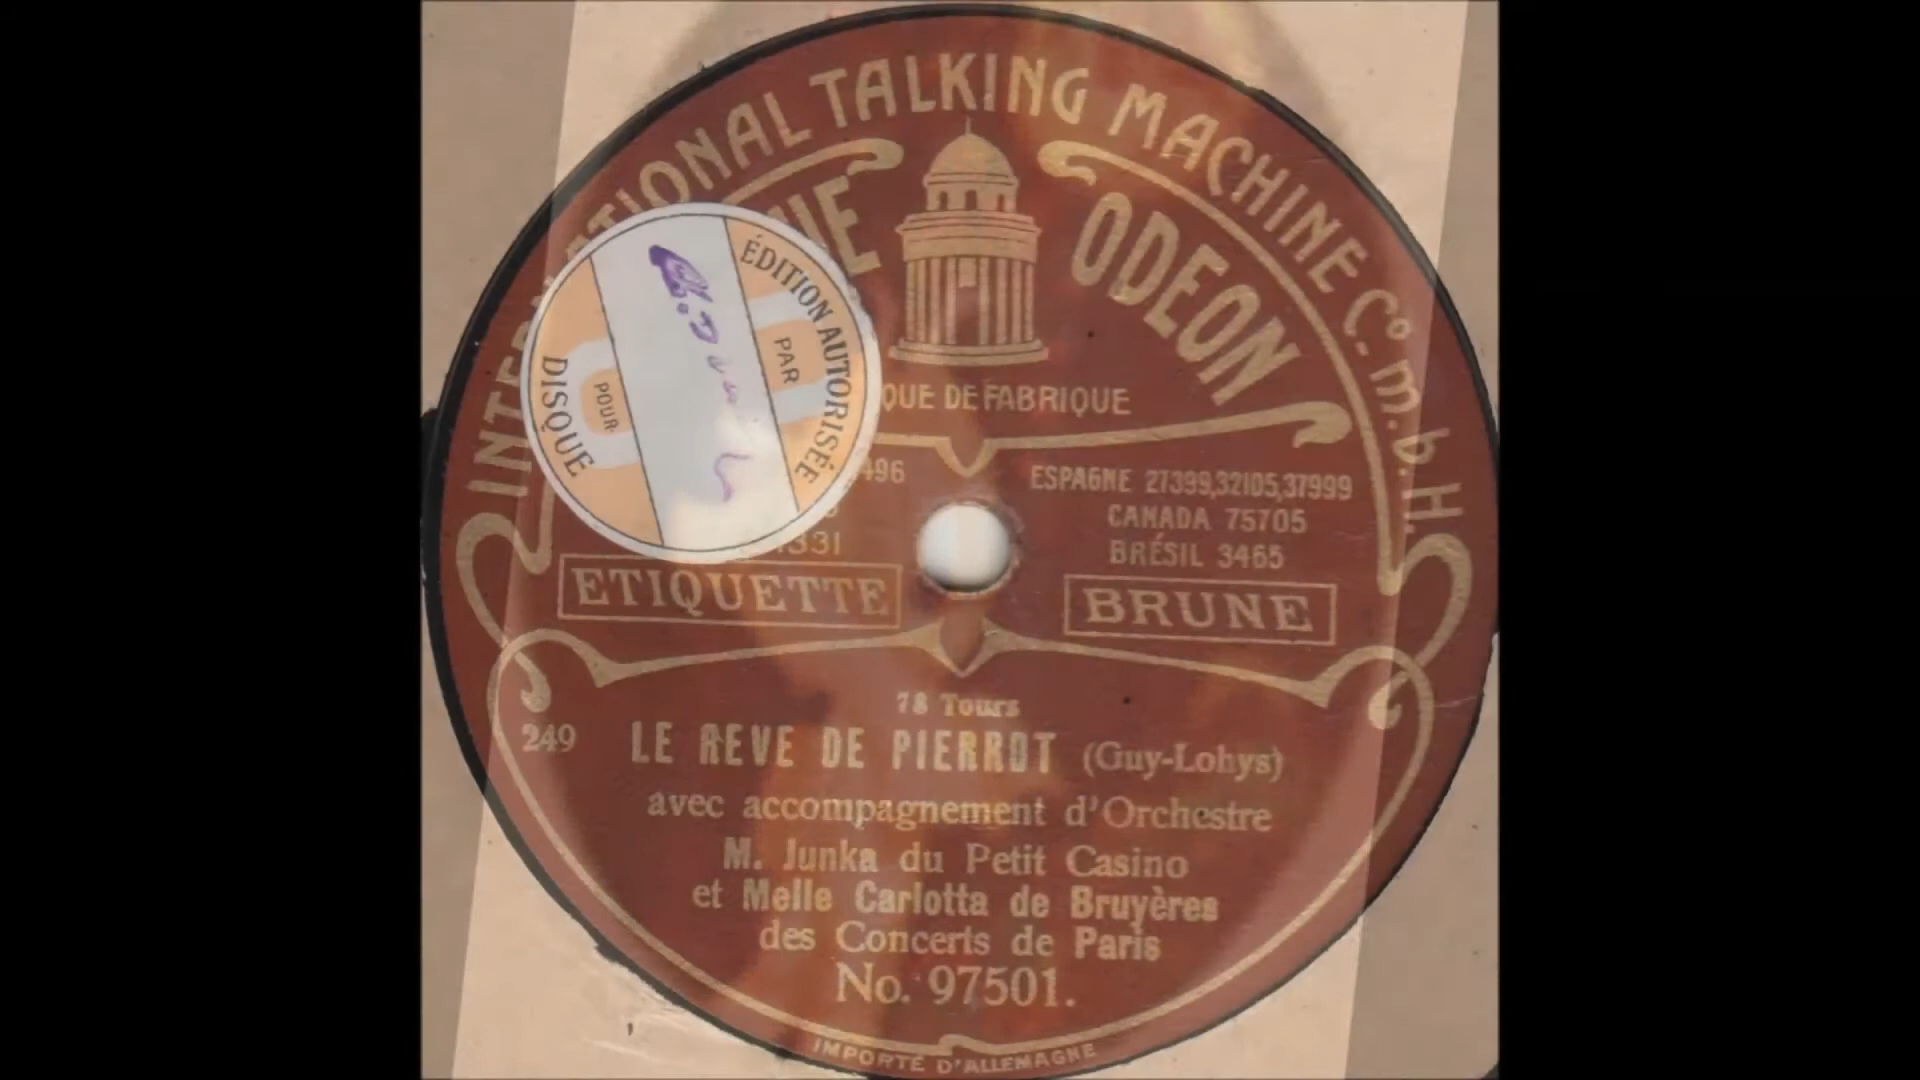 INTERNATIONAL TALKING MACHINE Co. m.b.H.
ODEON
QUE DE FABRIQUE
ÉDITION AUTORISÉE
PAR
POUR
DISQUE
496
ESPAGNE 27399,32105,37999
CANADA 75705
1331
BRÉSIL 3465
ETIQUETTE
BRUNE
78 Tours
249
LE REVE DE PIERROT (Guy-Lohys)
avec accompagnement d'Orchestre
M. Junka du Petit Casino
et Melle Carlotta de Bruyères
des Concerts de Paris
No. 97501.
IMPORTÉ D'ALLEMAGNE